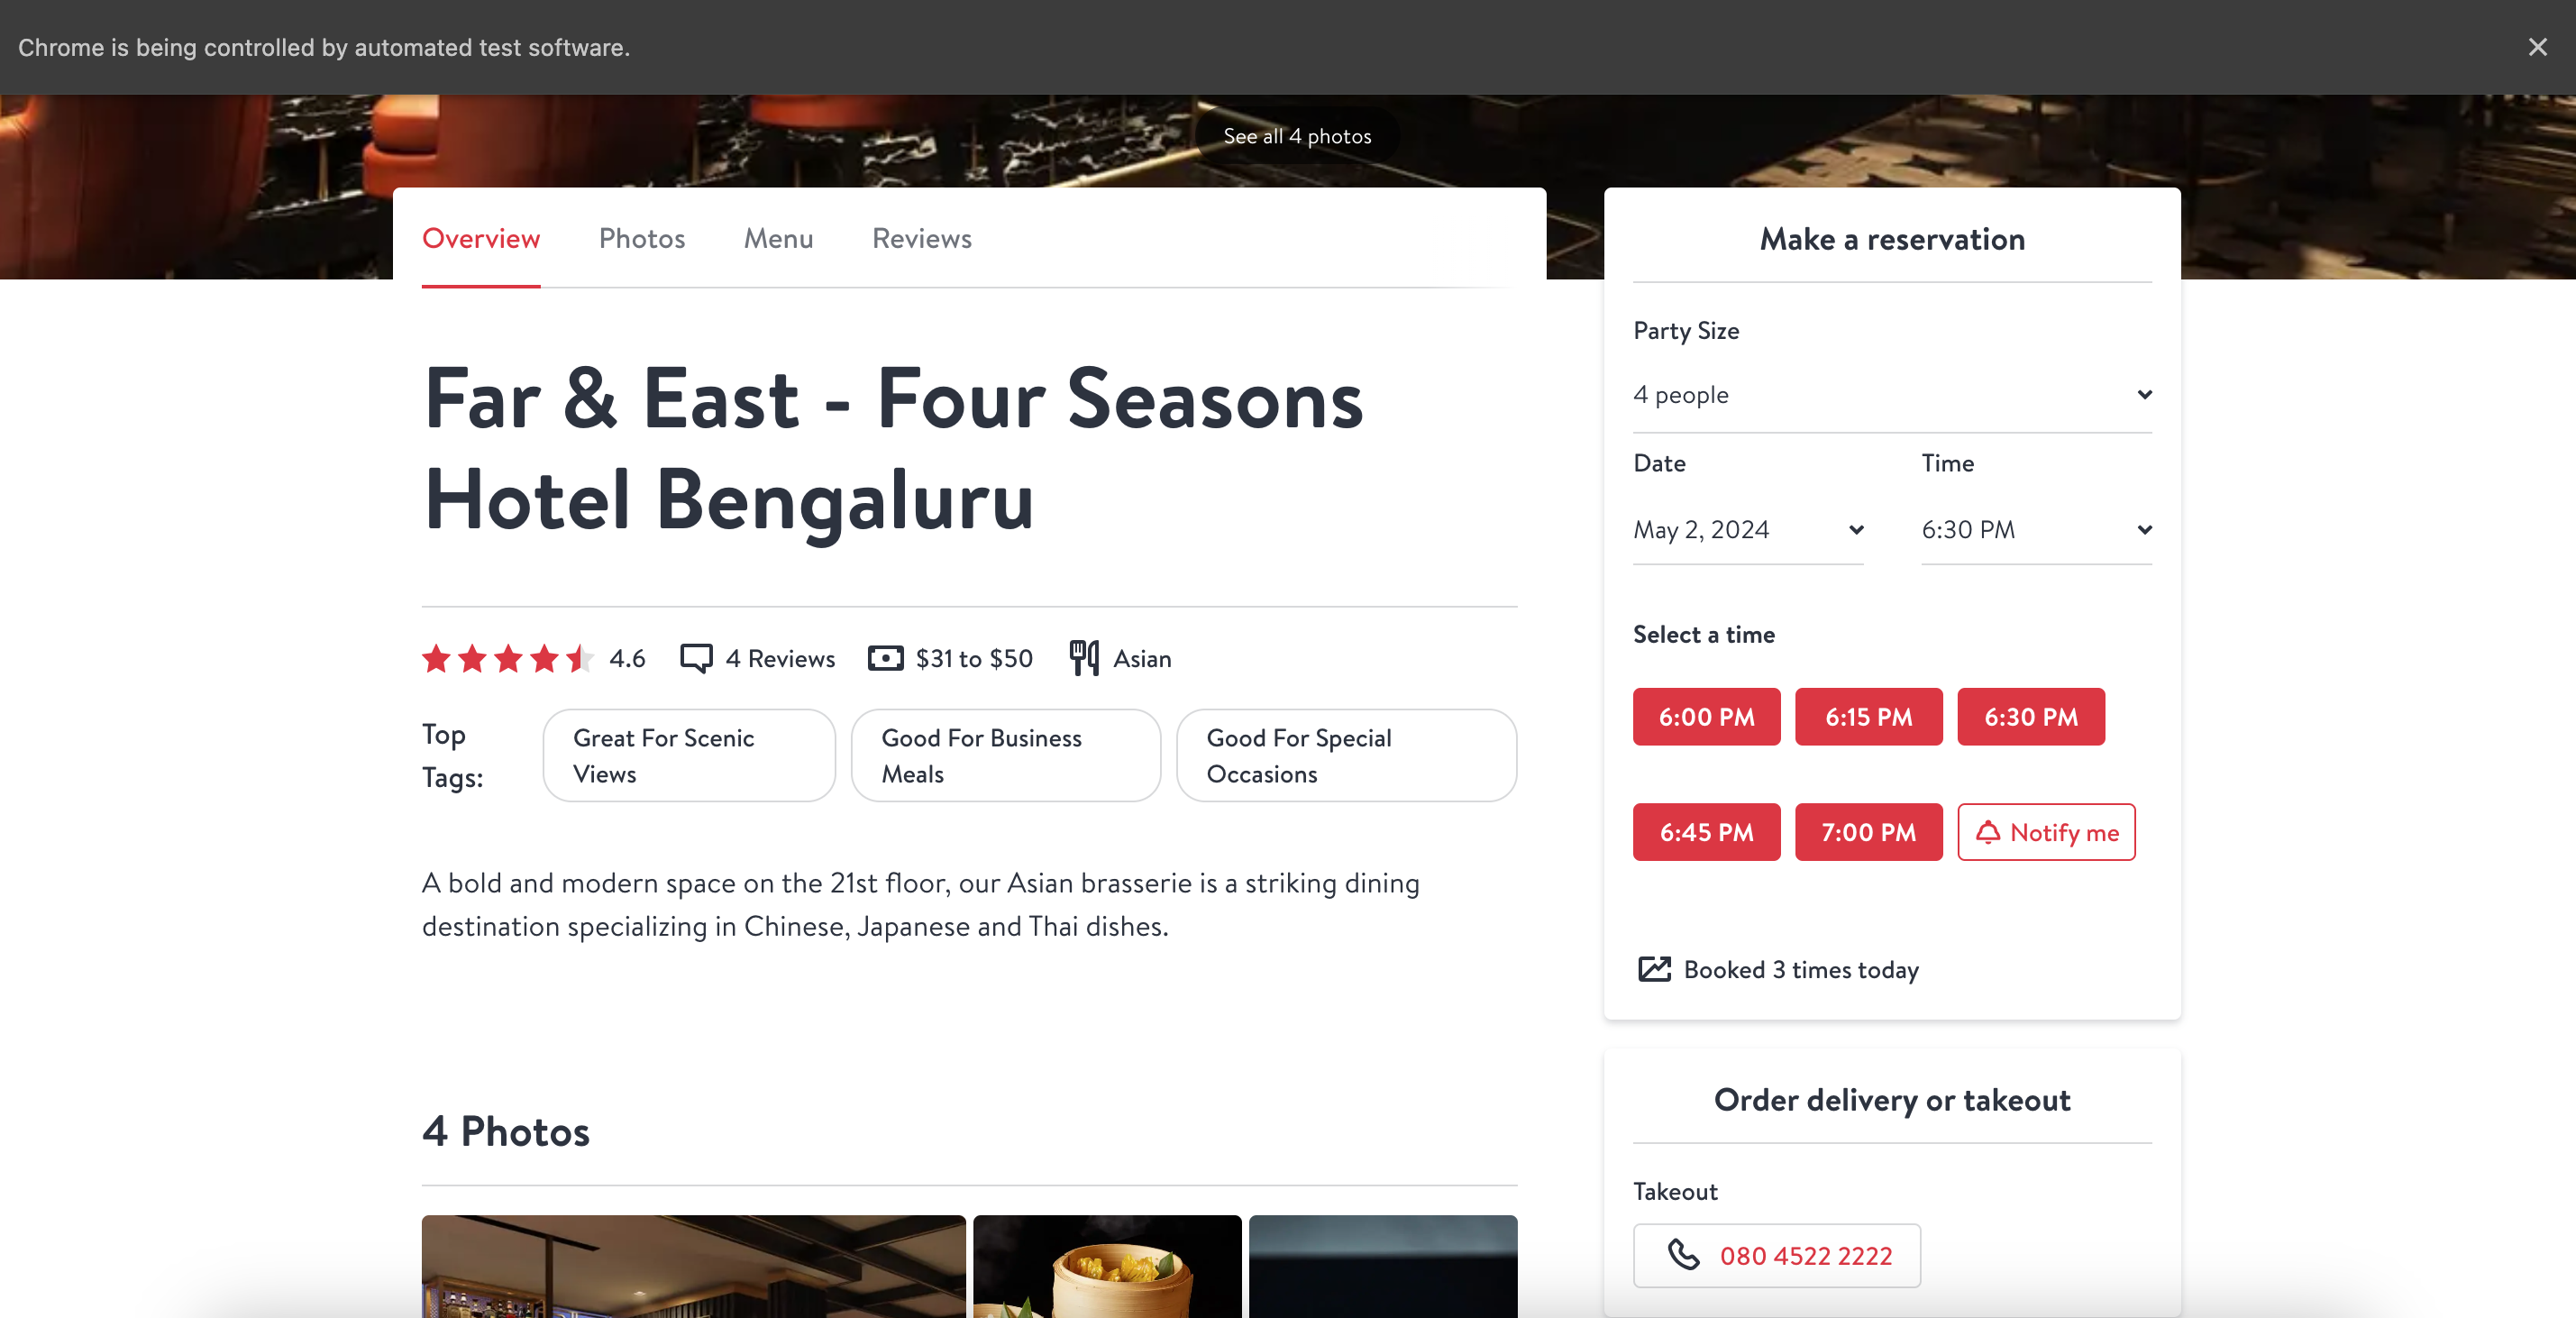 Chrome is being controlled by automated test software.
See all 4 photos
Overview
Photos
Menu
Reviews
Far & East - Four Seasons
Hotel Bengaluru
4.6
4 Reviews
$31 to $50
Asian
Top
Tags:
Great For Scenic
Views
Good For Business
Meals
Good For Special
Occasions
A bold and modern space on the 21st floor, our Asian brasserie is a striking dining
destination specializing in Chinese, Japanese and Thai dishes.
4 Photos
Make a reservation
Party Size
4 people
Date
Time
May 2, 2024
6:30 PM
Select a time
6:00 PM
6:15 PM
6:30 PM
6:45 PM
7:00 PM
Notify me
Booked 3 times today
Order delivery or takeout
Takeout
080 4522 2222